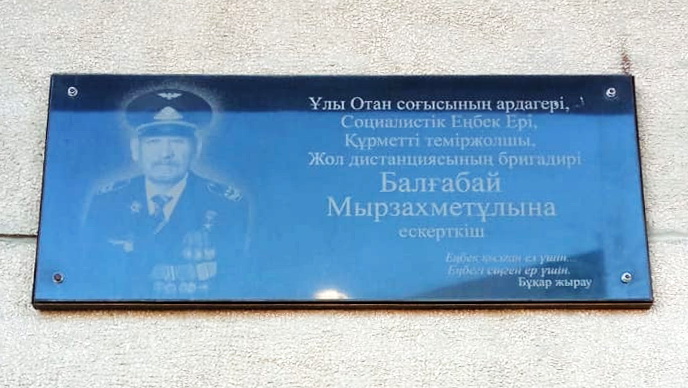 Ұлы Отан соғысының ардагері,
Социалистік Еңбек Ері,
Құрметті теміржолшы,
Жол дистанциясының бригадирі
Балғабай
Мырзахметұлына
ескерткіш
Еңбек қысқан ел үшін...
Еңбегі сіңген ер үшін.
Бұқар жырау